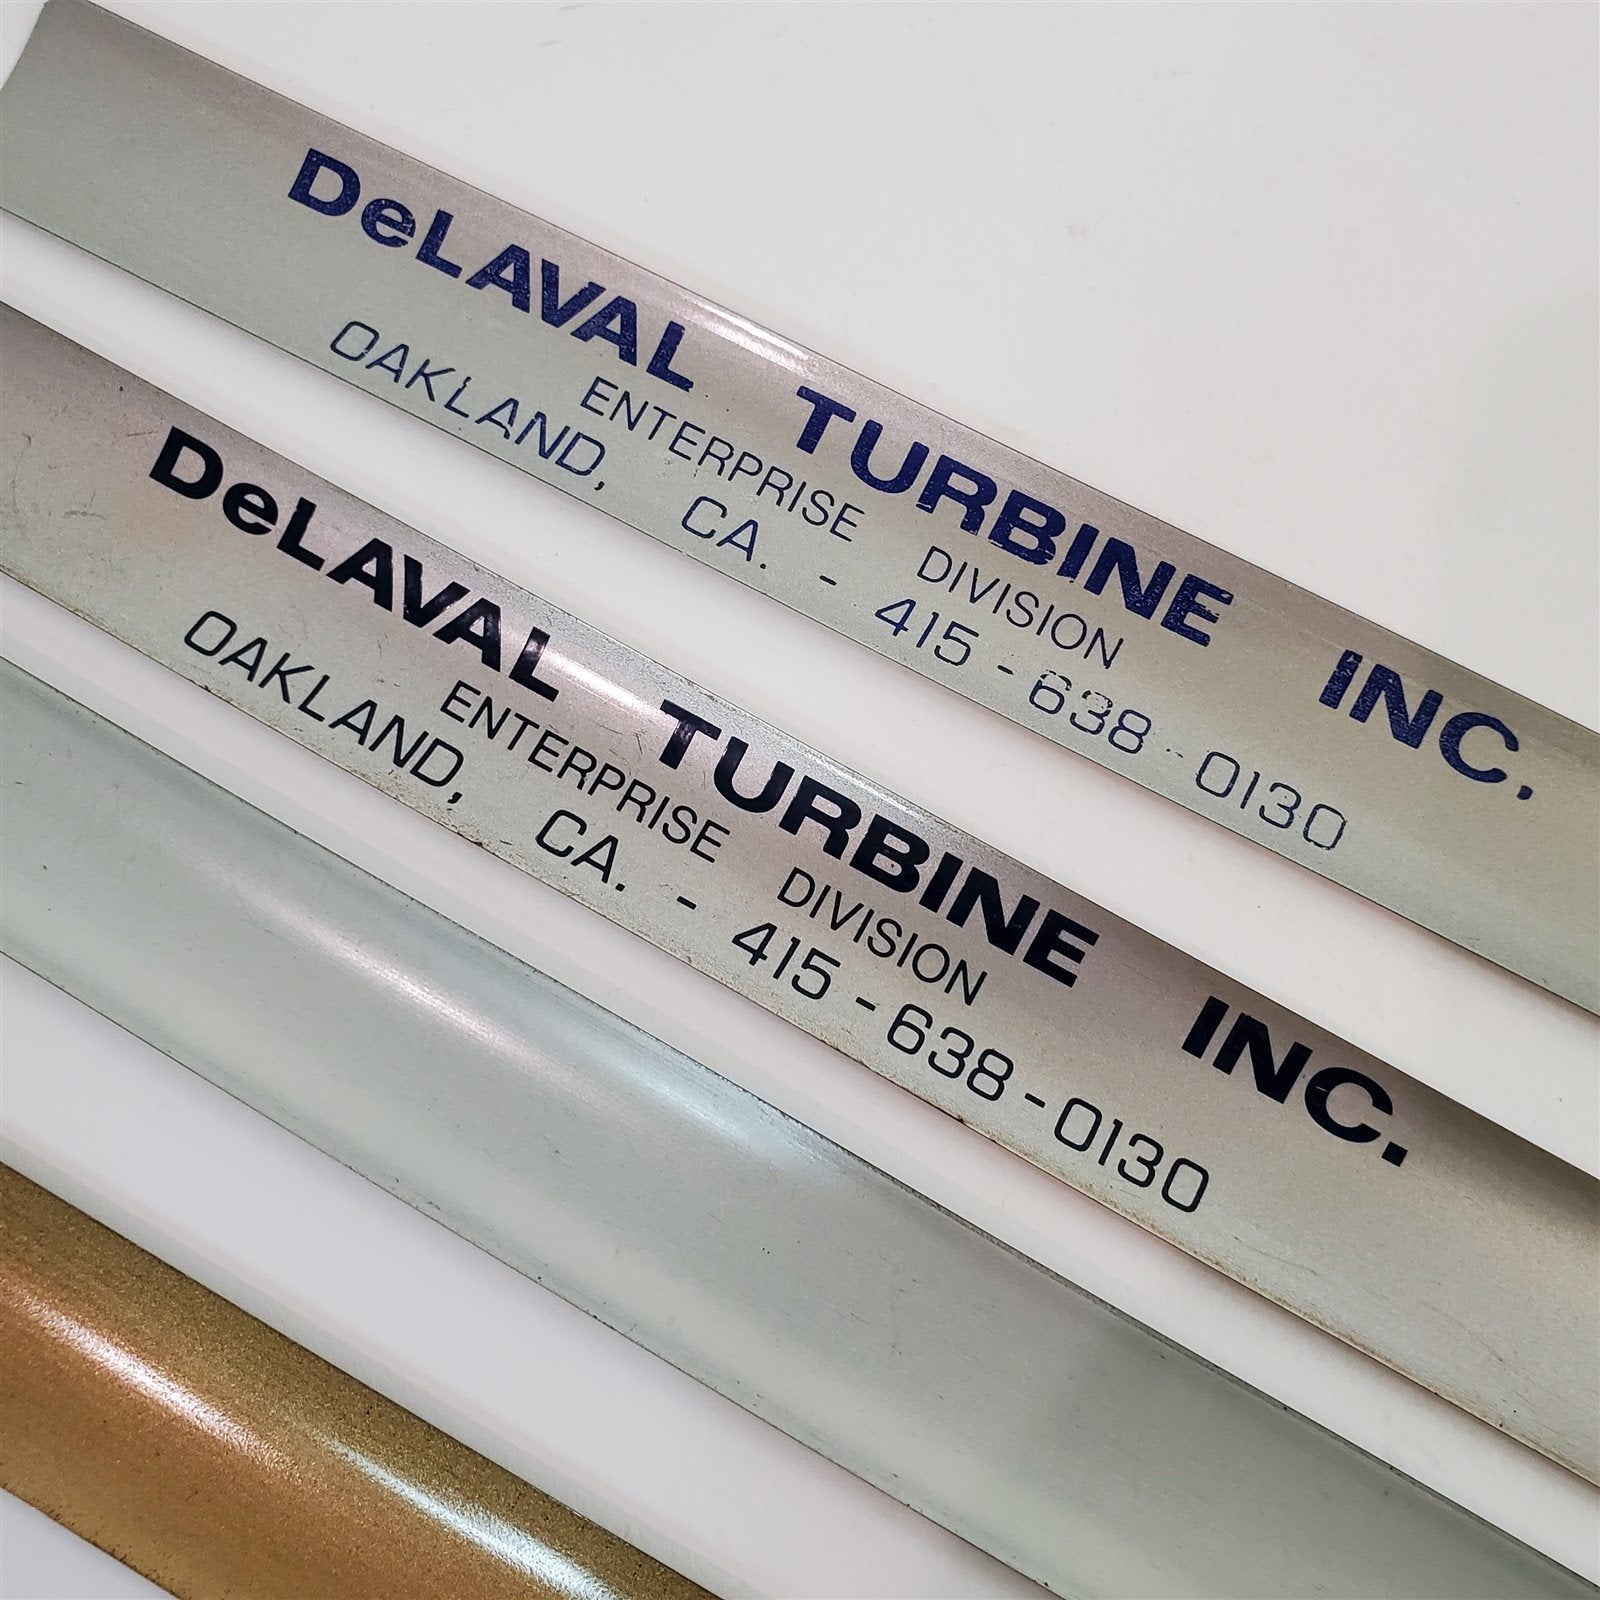 DeLAVAL TURBINE INC.
ENTERPRISE DIVISION
OAKLAND, CA. - 415-638-0130
DeLAVAL TURBINE INC.
ENTERPRISE DIVISION
OAKLAND, CA. - 415-638-0130